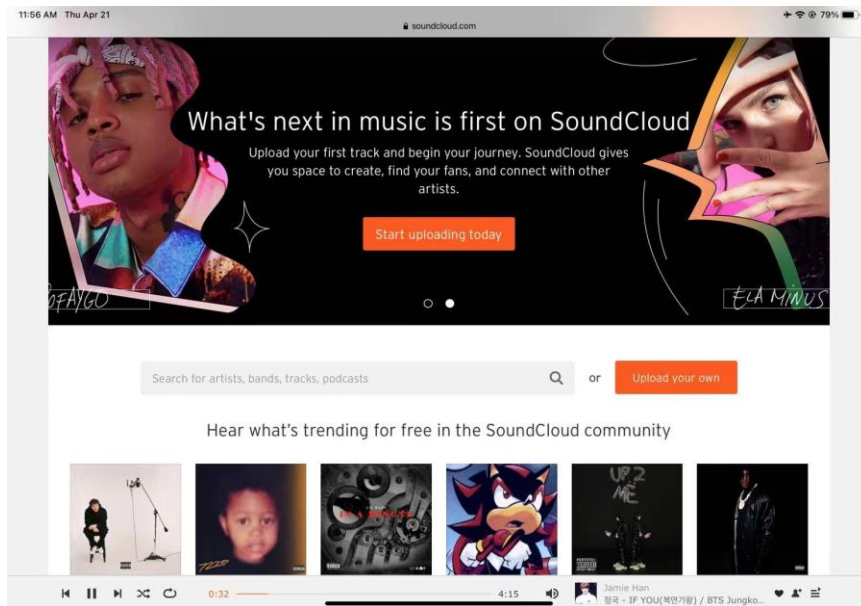 11:56 AM Thu Apr 21
79%
soundcloud.com
What's next in music is first on SoundCloud
Upload your first track and begin your journey. SoundCloud gives
you space to create, find your fans, and connect with other
artists.
Start uploading today
OFAYGO
ELA MINUS
Search for artists, bands, tracks, podcasts
or
Upload your own
Hear what's trending for free in the SoundCloud community
7220
IN A MINUTE
UP 2
ME
0:32
4:15
Jamie Han
정국 - IF YOU(복면가왕) / BTS Jungko...